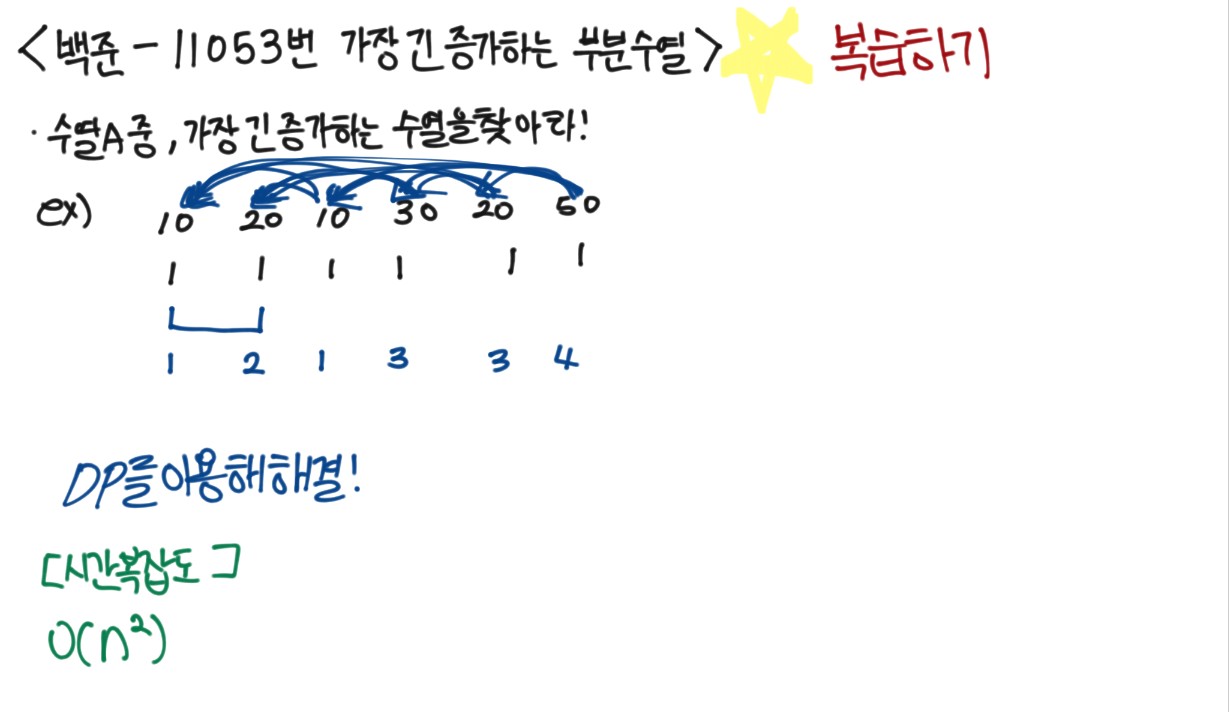 <백준 - 11053번 가장 긴 증가하는 부분수열> 복습하기
· 수열A 중, 가장 긴 증가하는 수열을 찾아라!
ex) 10 20 10 30 20 50
1 1 1 1 1 1
1 2 1 3 3 4
DP를 이용해 해결!
[시간복잡도]
O(n²)